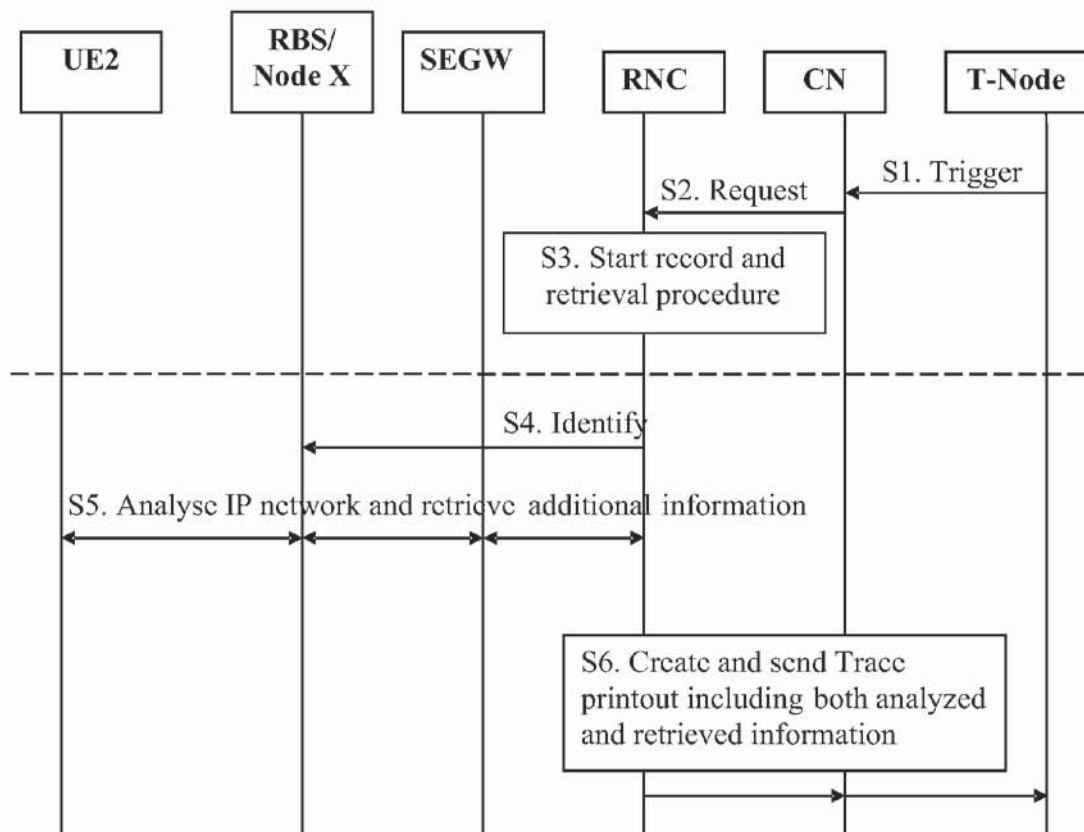 UE2
RBS/
Node X
SEGW
RNC
CN
T-Node
S1. Trigger
S2. Request
S3. Start record and
retrieval procedure
S4. Identify
S5. Analyse IP network and retrieve additional information
S6. Create and send Trace
printout including both analyzed
and retrieved information